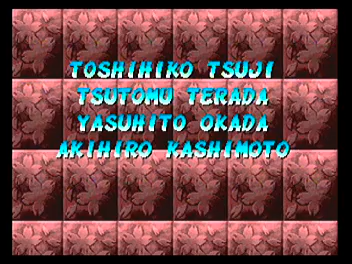 TOSHIHIKO TSUJI
TSUTOMU TERADA
YASUHITO OKADA
AKIHIRO KASHIMOTO